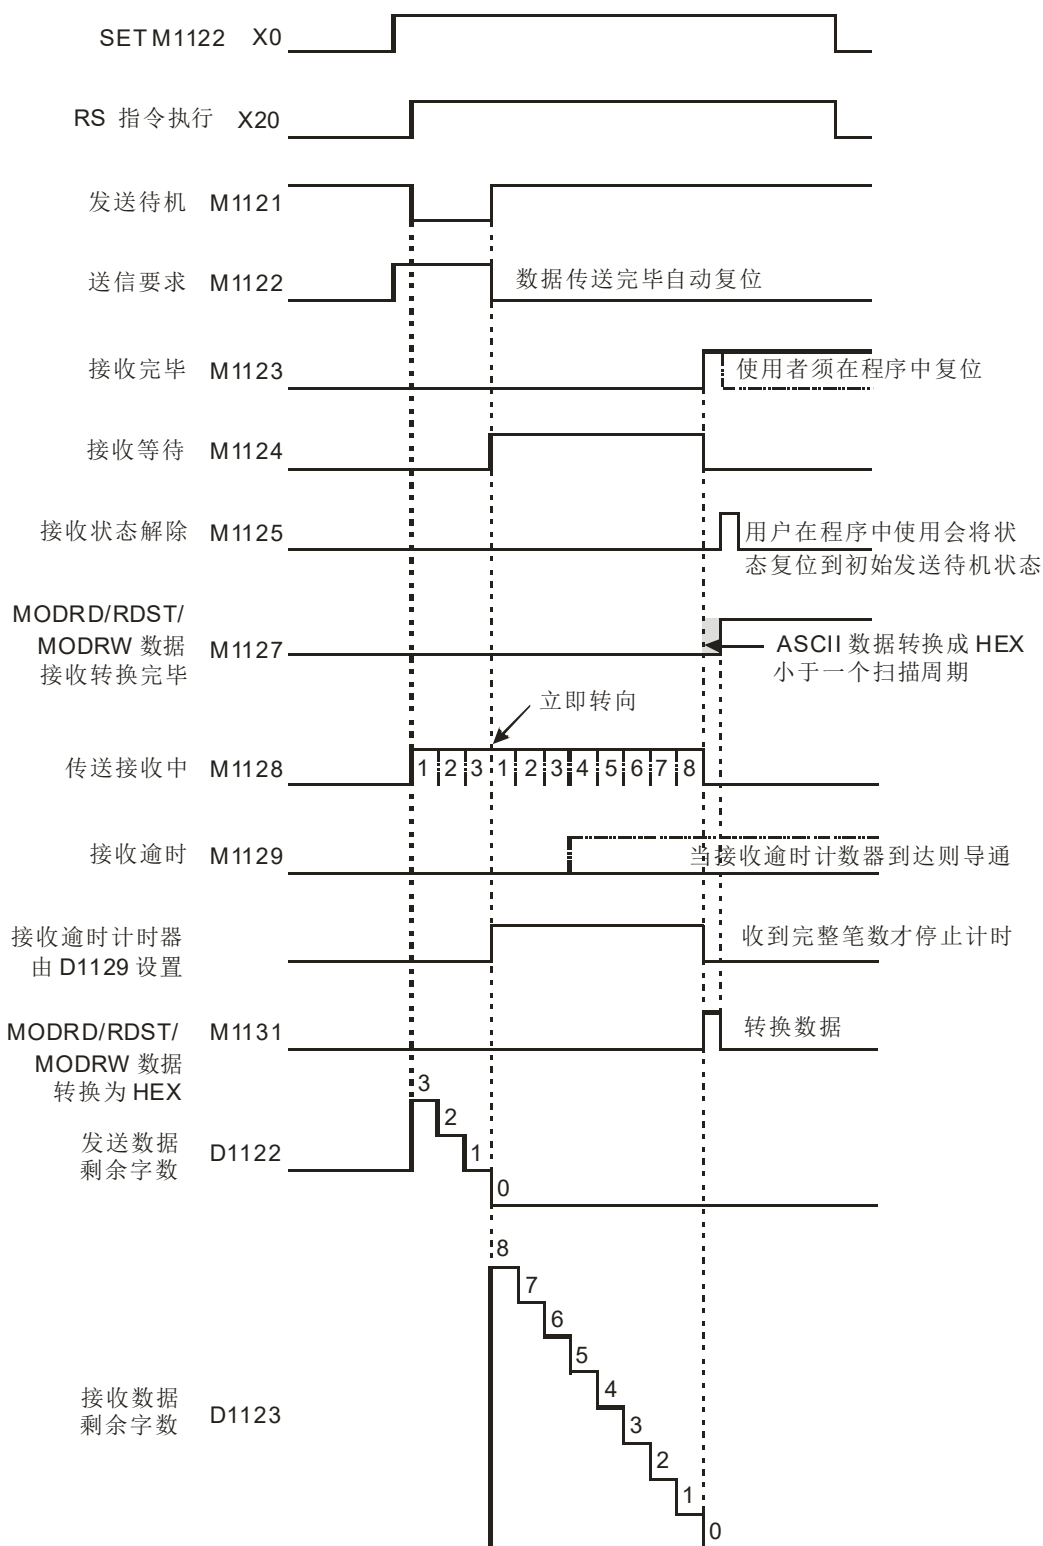 SET M1122 X0
RS 指令执行 X20
发送待机 M1121
送信要求 M1122 数据传送完毕自动复位
接收完毕 M1123 使用者须在程序中复位
接收等待 M1124
接收状态解除 M1125 用户在程序中使用会将状
态复位到初始发送待机状态
MODRD/RDST/
MODRW 数据 M1127 ASCII 数据转换成 HEX
接收转换完毕 小于一个扫描周期
立即转向
传送接收中 M1128 1 2 3 1 2 3 4 5 6 7 8
接收逾时 M1129 当接收逾时计数器到达则导通
接收逾时计时器 收到完整笔数才停止计时
由 D1129 设置
MODRD/RDST/ M1131 转换数据
MODRW 数据
转换为 HEX
3
2
发送数据
剩余字数 D1122
1
0
8
7
6
5
4
接收数据
剩余字数 D1123
3
2
1
0